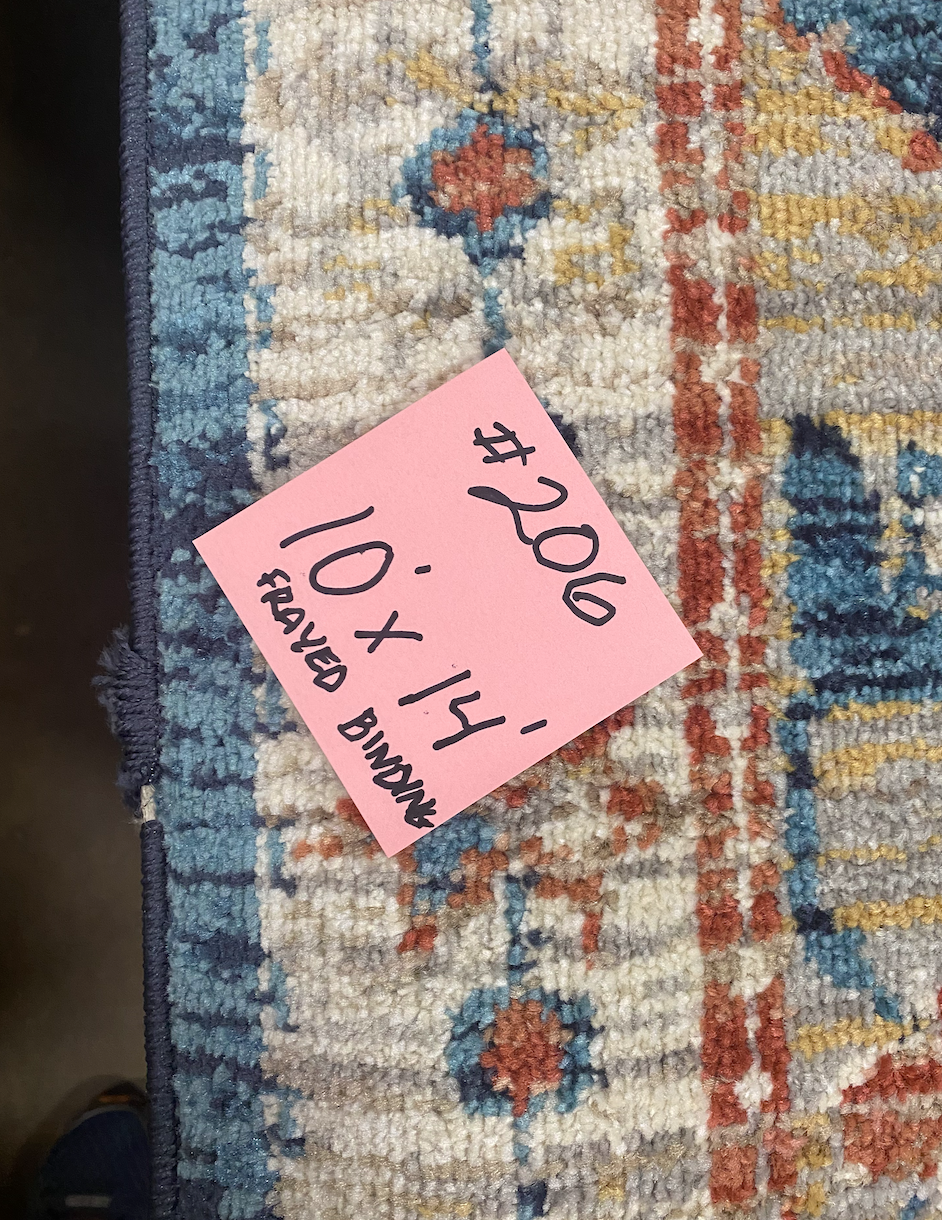 #206
10' x 14'
FRAYED BINDING